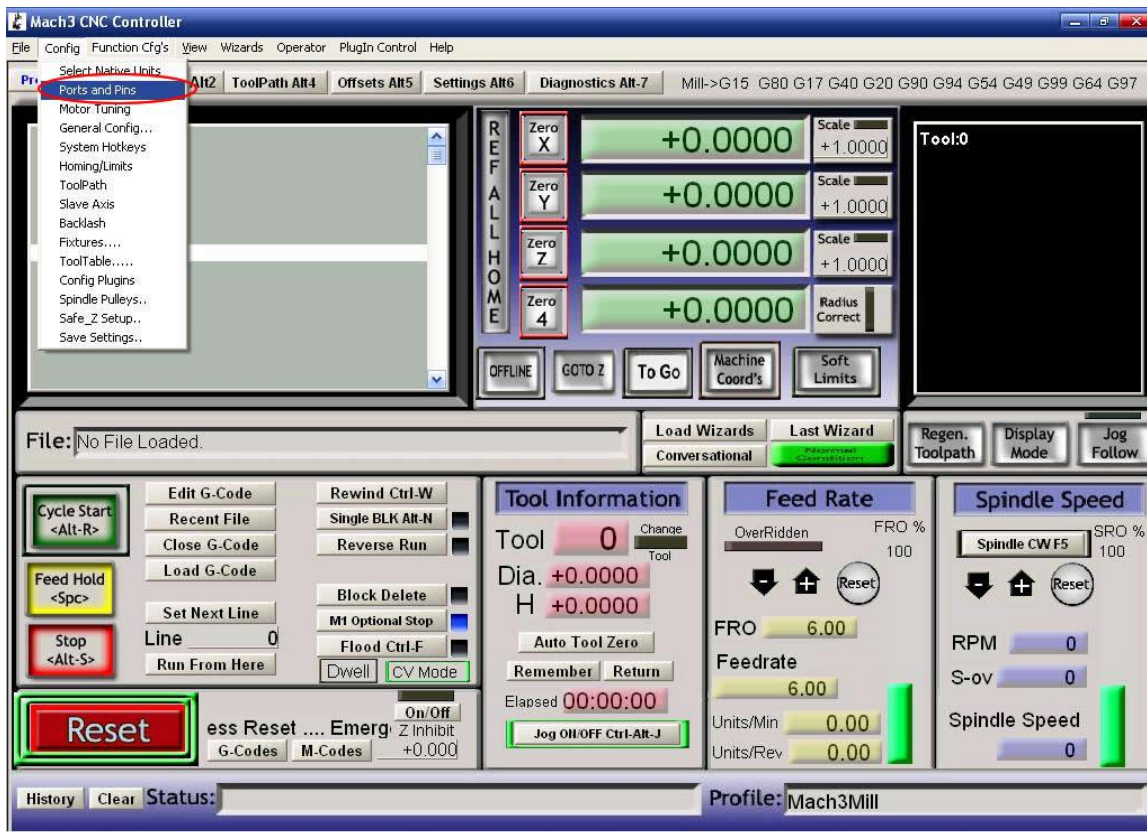 Mach3 CNC Controller
File Config Function Cfg's View Wizards Operator PlugIn Control Help
Alt2 ToolPath Alt4 Offsets Alt5 Settings Alt6 Diagnostics Alt-7 Mill->G15 G80 G17 G40 G20 G90 G94 G54 G49 G99 G64 G97
Select Native Units
Ports and Pins
Motor Tuning
General Config...
System Hotkeys
Homing/Limits
ToolPath
Slave Axis
Backlash
Fixtures....
ToolTable.....
Config Plugins
Spindle Pulleys..
Safe_Z Setup..
Save Settings..
REF ALL HOME
Zero X +0.0000 Scale +1.0000
Zero Y +0.0000 Scale +1.0000
Zero Z +0.0000 Scale +1.0000
Zero 4 +0.0000 Radius Correct
OFFLINE GOTO Z To Go Machine Coord's Soft Limits
Tool:0
File: No File Loaded.
Load Wizards Last Wizard
Conversational Normal Condition
Regen. Toolpath Display Mode Jog Follow
Cycle Start <Alt-R>
Feed Hold <Spc>
Stop <Alt-S>
Edit G-Code
Recent File
Close G-Code
Load G-Code
Set Next Line
Line 0
Run From Here
Rewind Ctrl-W
Single BLK Alt-N
Reverse Run
Block Delete
M1 Optional Stop
Flood Ctrl-F
Dwell CV Mode
Reset
ess Reset .... Emerg
On/Off
Z Inhibit
+0.000
G-Codes M-Codes
Tool Information
Tool 0 Change Tool
Dia. +0.0000
H +0.0000
Auto Tool Zero
Remember Return
Elapsed 00:00:00
Jog ON/OFF Ctrl-Alt-J
Feed Rate
OverRidden FRO %
100
Reset
FRO 6.00
Feedrate
6.00
Units/Min 0.00
Units/Rev 0.00
Spindle Speed
Spindle CW F5 SRO %
100
Reset
RPM 0
S-ov 0
Spindle Speed
0
History Clear Status:
Profile: Mach3Mill